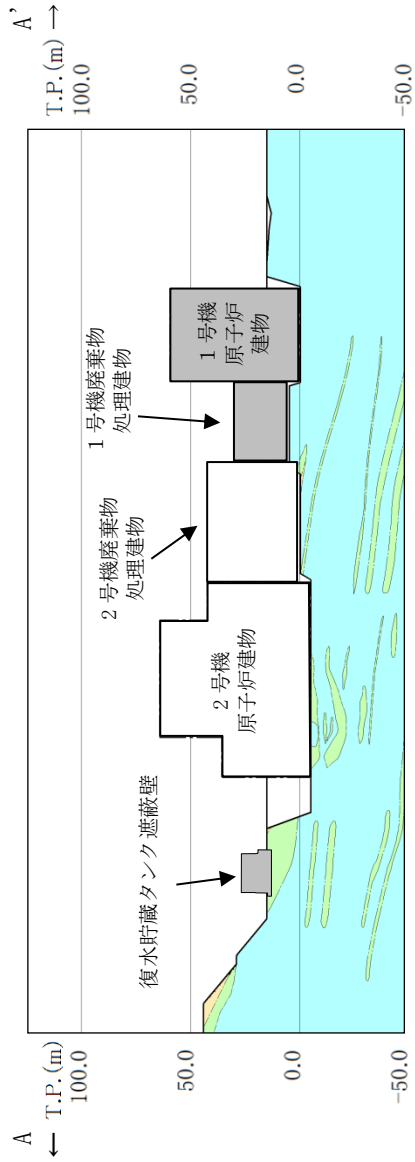 A
← T.P.(m)
100.0
50.0
0.0
-50.0
復水貯蔵タンク遮蔽壁
2号機
原子炉建物
2号機廃棄物
処理建物
1号機廃棄物
処理建物
1号機
原子炉
建物
A'
T.P.(m) →
100.0
50.0
0.0
-50.0